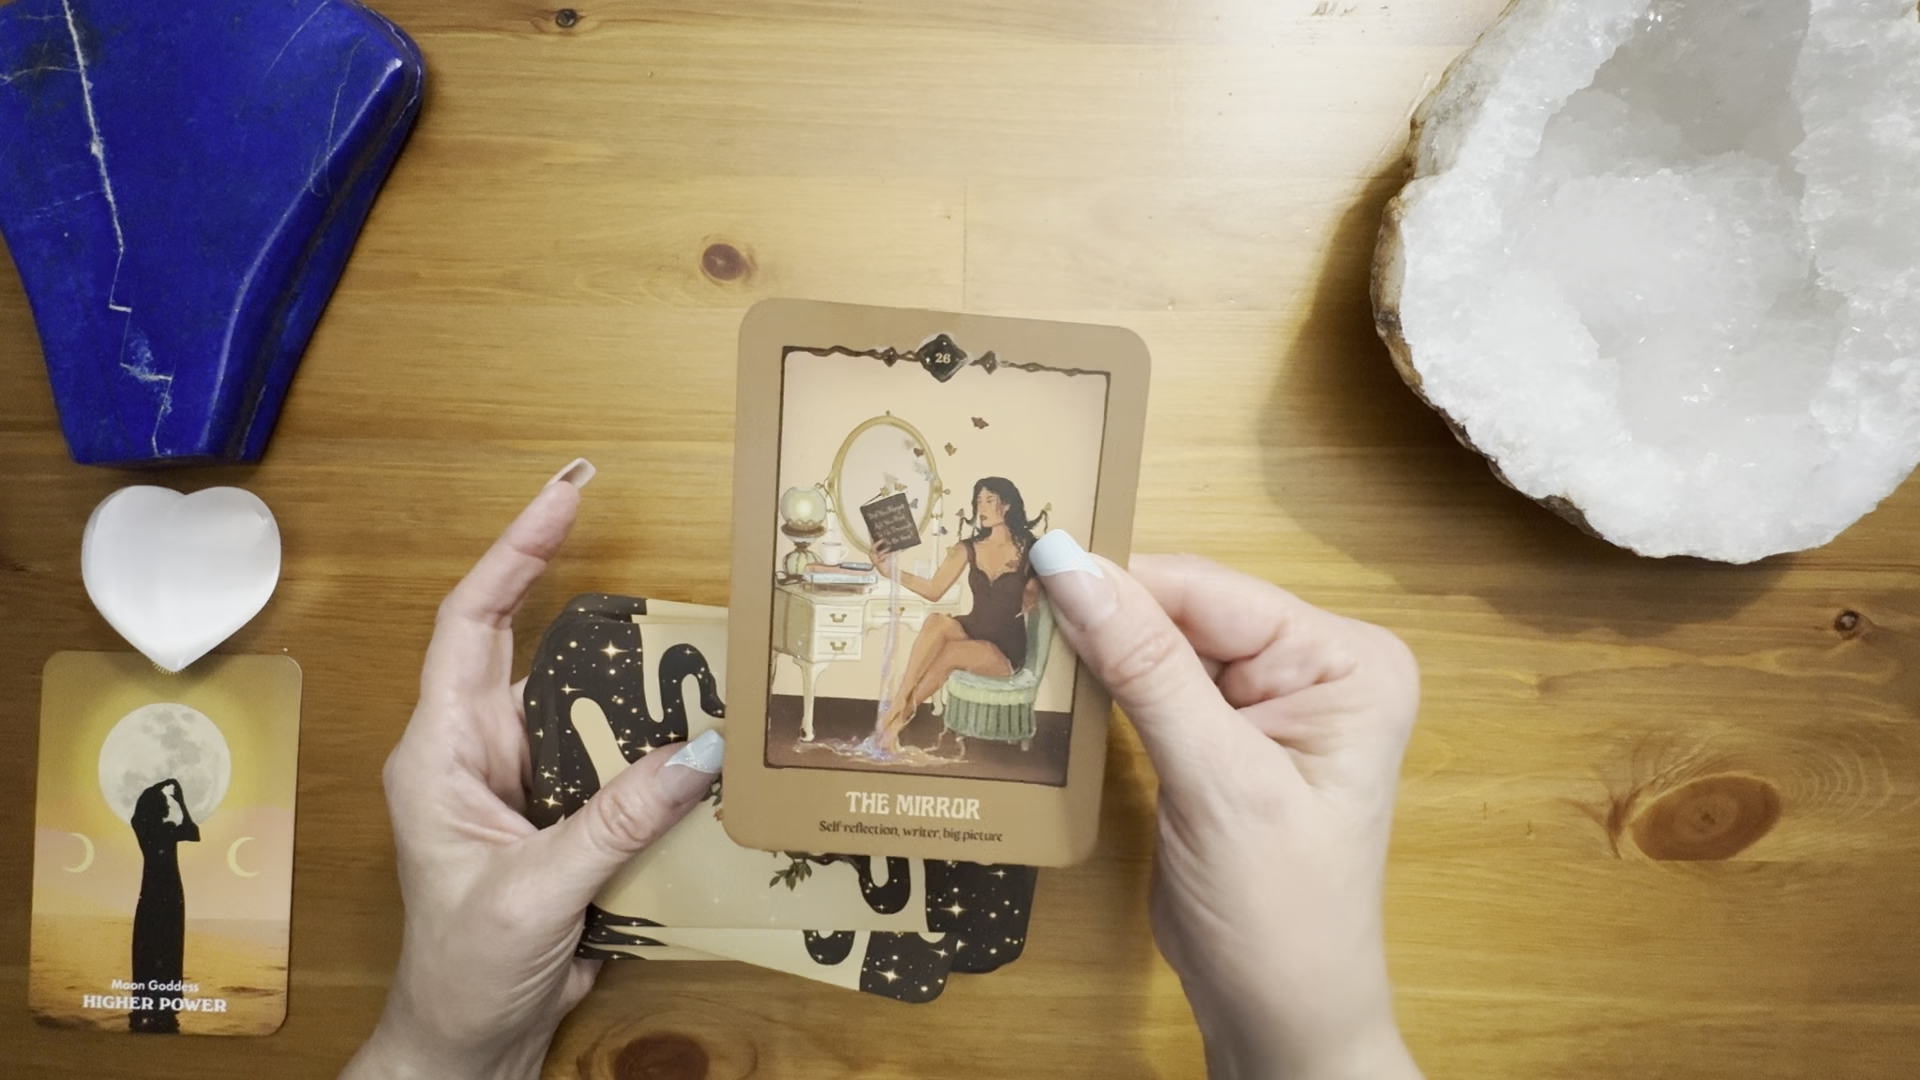 26
THE MIRROR
Self-reflection, writer, big picture
Moon Goddess
HIGHER POWER